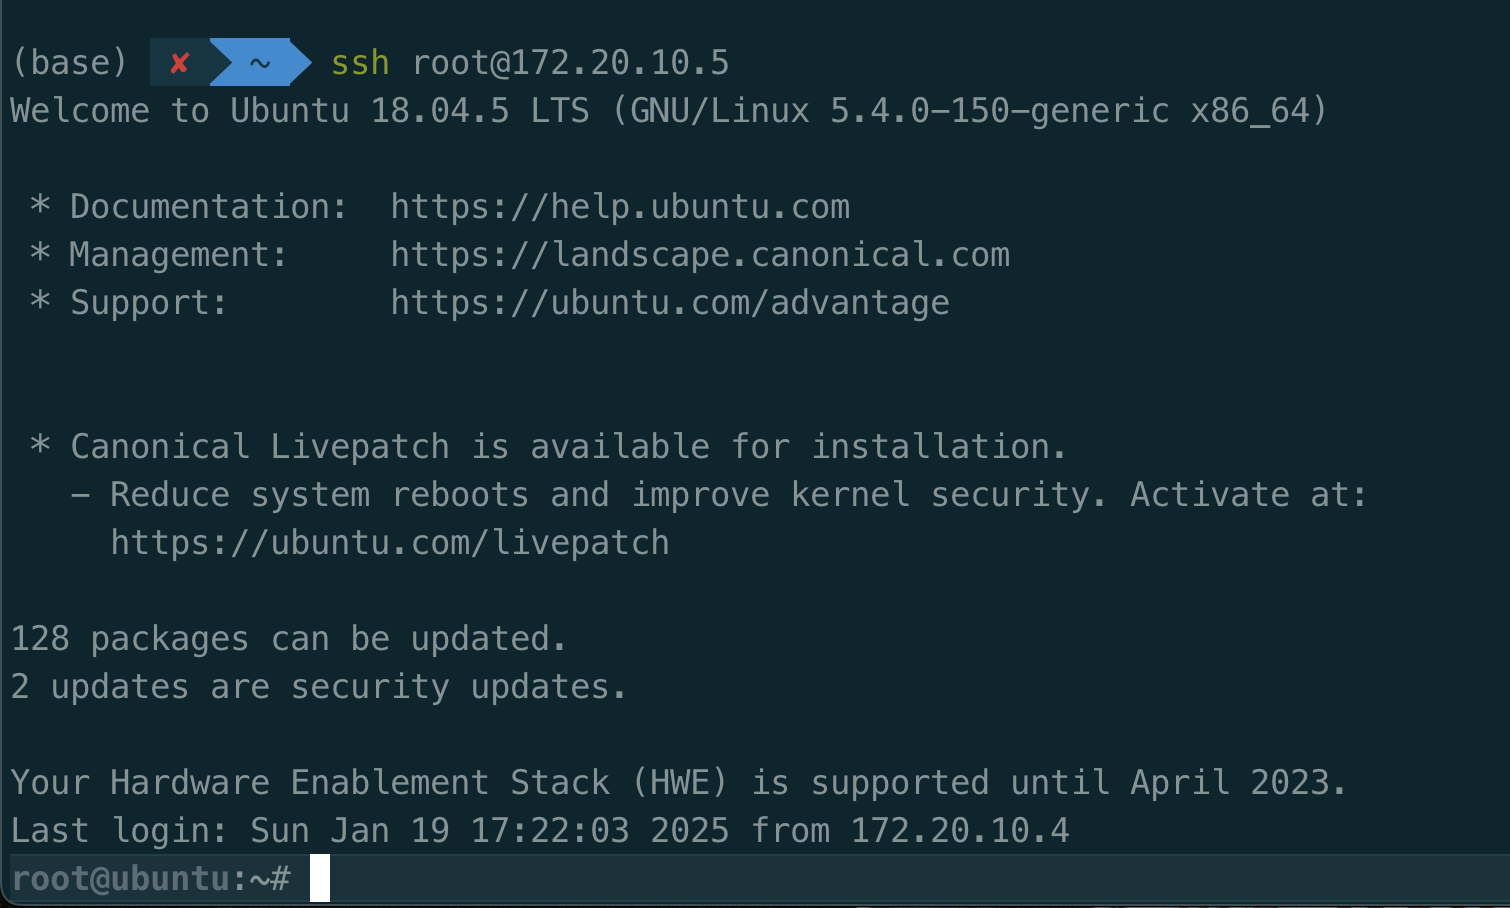 (base) ✘ ~ ssh root@172.20.10.5
Welcome to Ubuntu 18.04.5 LTS (GNU/Linux 5.4.0-150-generic x86_64)
* Documentation: https://help.ubuntu.com
* Management: https://landscape.canonical.com
* Support: https://ubuntu.com/advantage
* Canonical Livepatch is available for installation.
- Reduce system reboots and improve kernel security. Activate at:
https://ubuntu.com/livepatch
128 packages can be updated.
2 updates are security updates.
Your Hardware Enablement Stack (HWE) is supported until April 2023.
Last login: Sun Jan 19 17:22:03 2025 from 172.20.10.4
root@ubuntu:~#